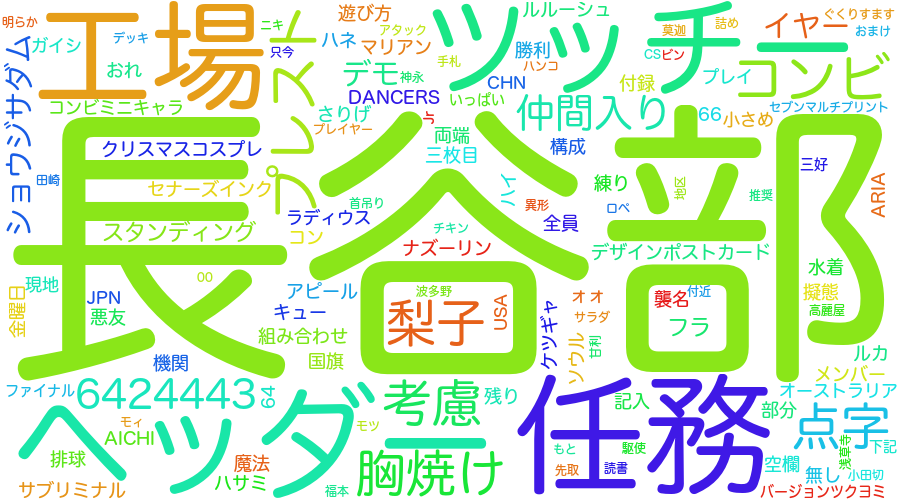 明らか
工場
ニキ
遊び方
アタック
ルルーシュ
ツッチー
莫迦
詰め
イヤー
ぐくりすます
おまけ
デッキ
ガイシ
只今
ハネ
マリアン
手札
勝利
ハンコ
CS
ピン
コンビ
おれ
プレスト
デモ
神永
CHN
付録
プレイ
ショウジサダム
コンビミニキャラ
DANCERS
いっぱい
仲間入り
66
小さめ
セブンマルチプリント
さりげ
プレイヤー
両端
構成
クリスマスコスプレ
三枚目
三好
長谷部
田崎
セナーズインク
首吊り
ハイ
異形
練り
地区
推奨
ARIA
ラディウス
全員
ロペ
スタンディング
コン
チキン
ナズーリン
デザインポストカード
00
現地
波多野
水着
金曜日
JPN
アピール
オオ
襲名
付近
擬態
悪友
キュー
梨子
USA
サラダ
高麗屋
組み合わせ
ケツギャ
フラ
機関
国旗
ソウル
甘利
ルカ
メンバー
ファイナル
6424443
64
考慮
残り
任務
記入
オーストラリア
部分
ヘッダー
モィ
モツ
点字
AICHI
胸焼け
もと
駆使
浅草寺
下記
排球
魔法
先取
読書
空欄
無し
小田切
サブリミナル
ハサミ
福本
バージョンツクヨミ